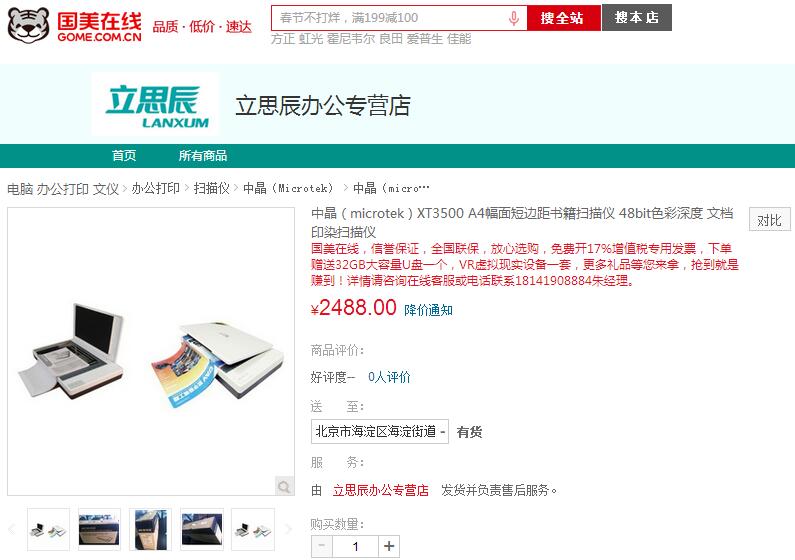 国美在线
GOME.COM.CN
品质·低价·速达
春节不打烊，满199减100
搜全站
搜本店
方正 虹光 霍尼韦尔 良田 爱普生 佳能
立思辰
LANXUM
立思辰办公专营店
首页 所有商品
电脑 办公打印 文仪 > 办公打印 > 扫描仪 > 中晶（Microtek） > 中晶（micro…
中晶（microtek）XT3500 A4幅面短边距书籍扫描仪 48bit色彩深度 文档
印染扫描仪
对比
国美在线，信誉保证，全国联保，放心选购，免费开17%增值税专用发票，下单
赠送32GB大容量U盘一个，VR虚拟现实设备一套，更多礼品等您来拿，抢到就是
赚到！详情请咨询在线客服或电话联系18141908884朱经理。
¥2488.00 降价通知
商品评价：
好评度-- 0人评价
送 至：
北京市海淀区海淀街道 - 有货
服 务：
由 立思辰办公专营店 发货并负责售后服务。
购买数量：
- 1 +